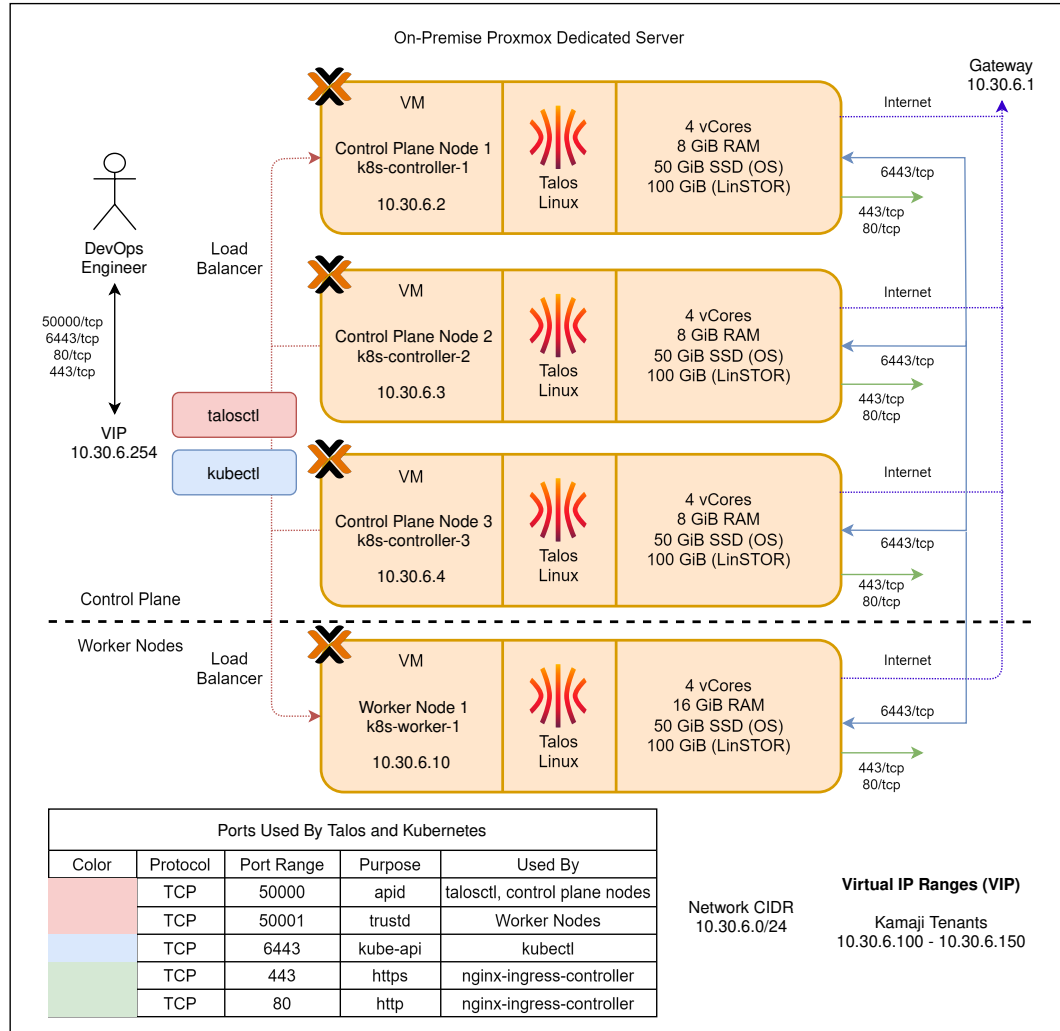 On-Premise Proxmox Dedicated Server
Gateway
10.30.6.1
DevOps
Engineer
50000/tcp
6443/tcp
80/tcp
443/tcp
VIP
10.30.6.254
Load
Balancer
talosctl
kubectl
VM
Control Plane Node 1
k8s-controller-1
10.30.6.2
Talos
Linux
4 vCores
8 GiB RAM
50 GiB SSD (OS)
100 GiB (LinSTOR)
Internet
6443/tcp
443/tcp
80/tcp
VM
Control Plane Node 2
k8s-controller-2
10.30.6.3
Talos
Linux
4 vCores
8 GiB RAM
50 GiB SSD (OS)
100 GiB (LinSTOR)
Internet
6443/tcp
443/tcp
80/tcp
VM
Control Plane Node 3
k8s-controller-3
10.30.6.4
Talos
Linux
4 vCores
8 GiB RAM
50 GiB SSD (OS)
100 GiB (LinSTOR)
Internet
6443/tcp
443/tcp
80/tcp
Control Plane
Worker Nodes
Load
Balancer
VM
Worker Node 1
k8s-worker-1
10.30.6.10
Talos
Linux
4 vCores
16 GiB RAM
50 GiB SSD (OS)
100 GiB (LinSTOR)
Internet
6443/tcp
443/tcp
80/tcp
Ports Used By Talos and Kubernetes
Color Protocol Port Range Purpose Used By
TCP 50000 apid talosctl, control plane nodes
TCP 50001 trustd Worker Nodes
TCP 6443 kube-api kubectl
TCP 443 https nginx-ingress-controller
TCP 80 http nginx-ingress-controller
Network CIDR
10.30.6.0/24
Virtual IP Ranges (VIP)
Kamaji Tenants
10.30.6.100 - 10.30.6.150